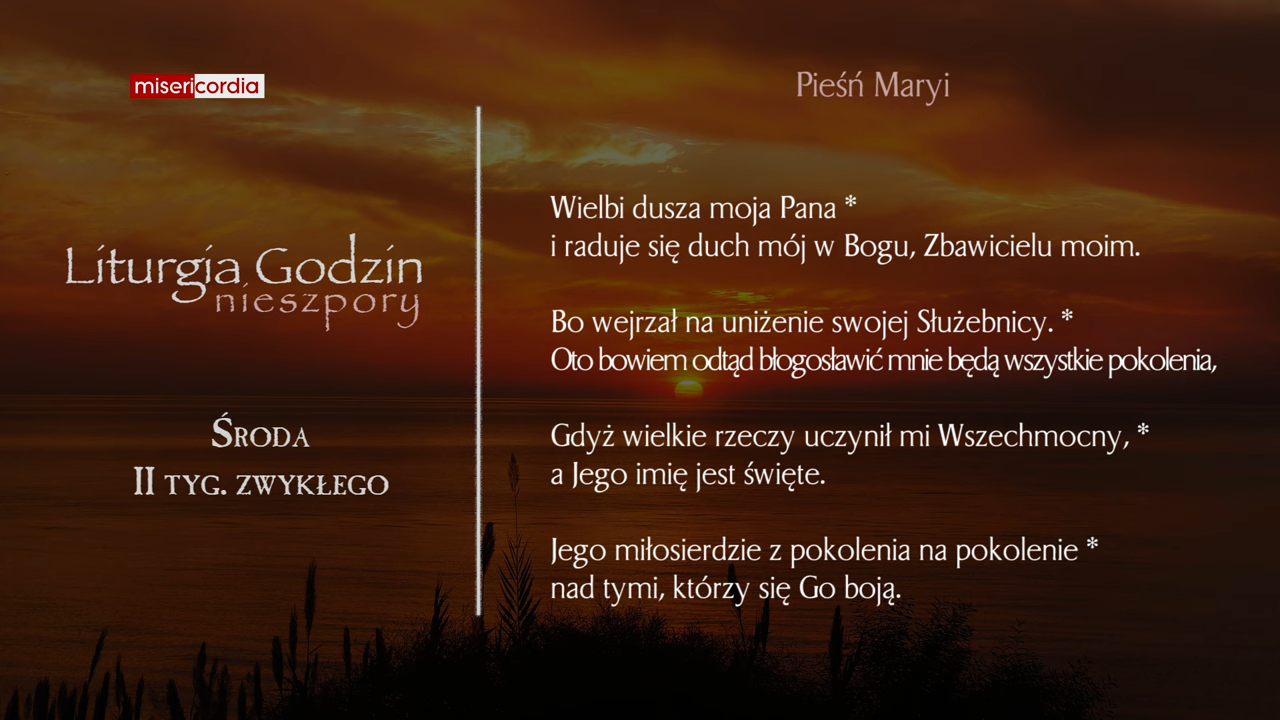 misericordia
Liturgia Godzin
nieszpory
Środa
II tyg. zwykłego
Pieśń Maryi
Wielbi dusza moja Pana *
i raduje się duch mój w Bogu, Zbawicielu moim.
Bo wejrzał na uniżenie swojej Służebnicy. *
Oto bowiem odtąd błogosławić mnie będą wszystkie pokolenia,
Gdyż wielkie rzeczy uczynił mi Wszechmocny, *
a Jego imię jest święte.
Jego miłosierdzie z pokolenia na pokolenie *
nad tymi, którzy się Go boją.